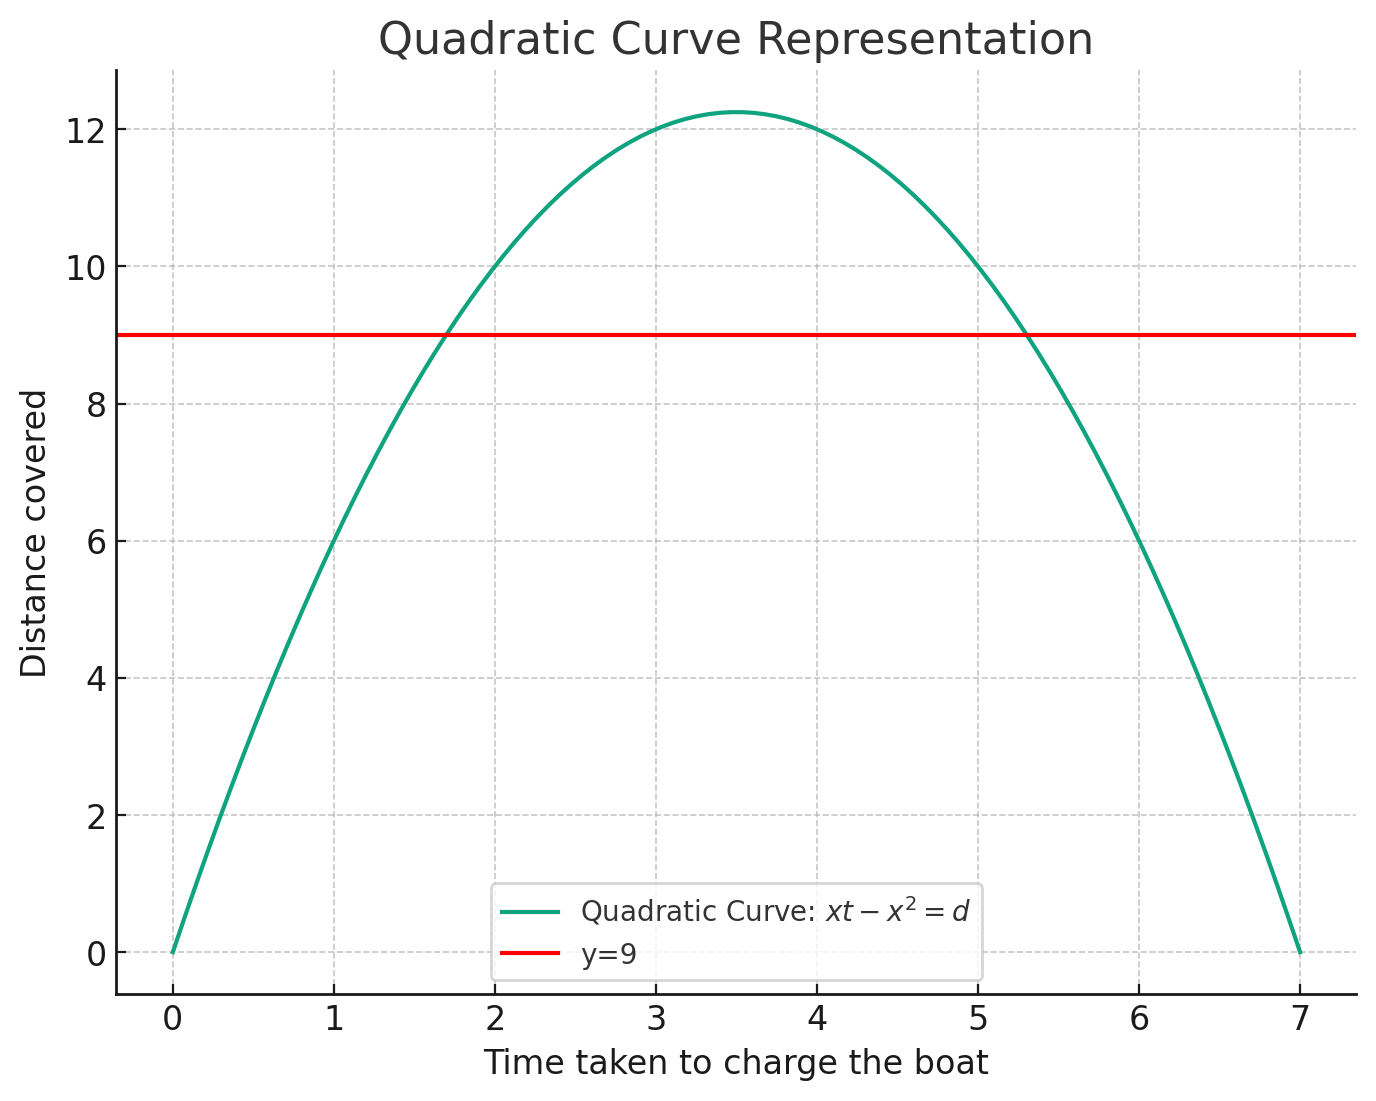 Quadratic Curve Representation
Distance covered
12
10
8
6
4
2
0
Quadratic Curve: xt − x² = d
y=9
0 1 2 3 4 5 6 7
Time taken to charge the boat